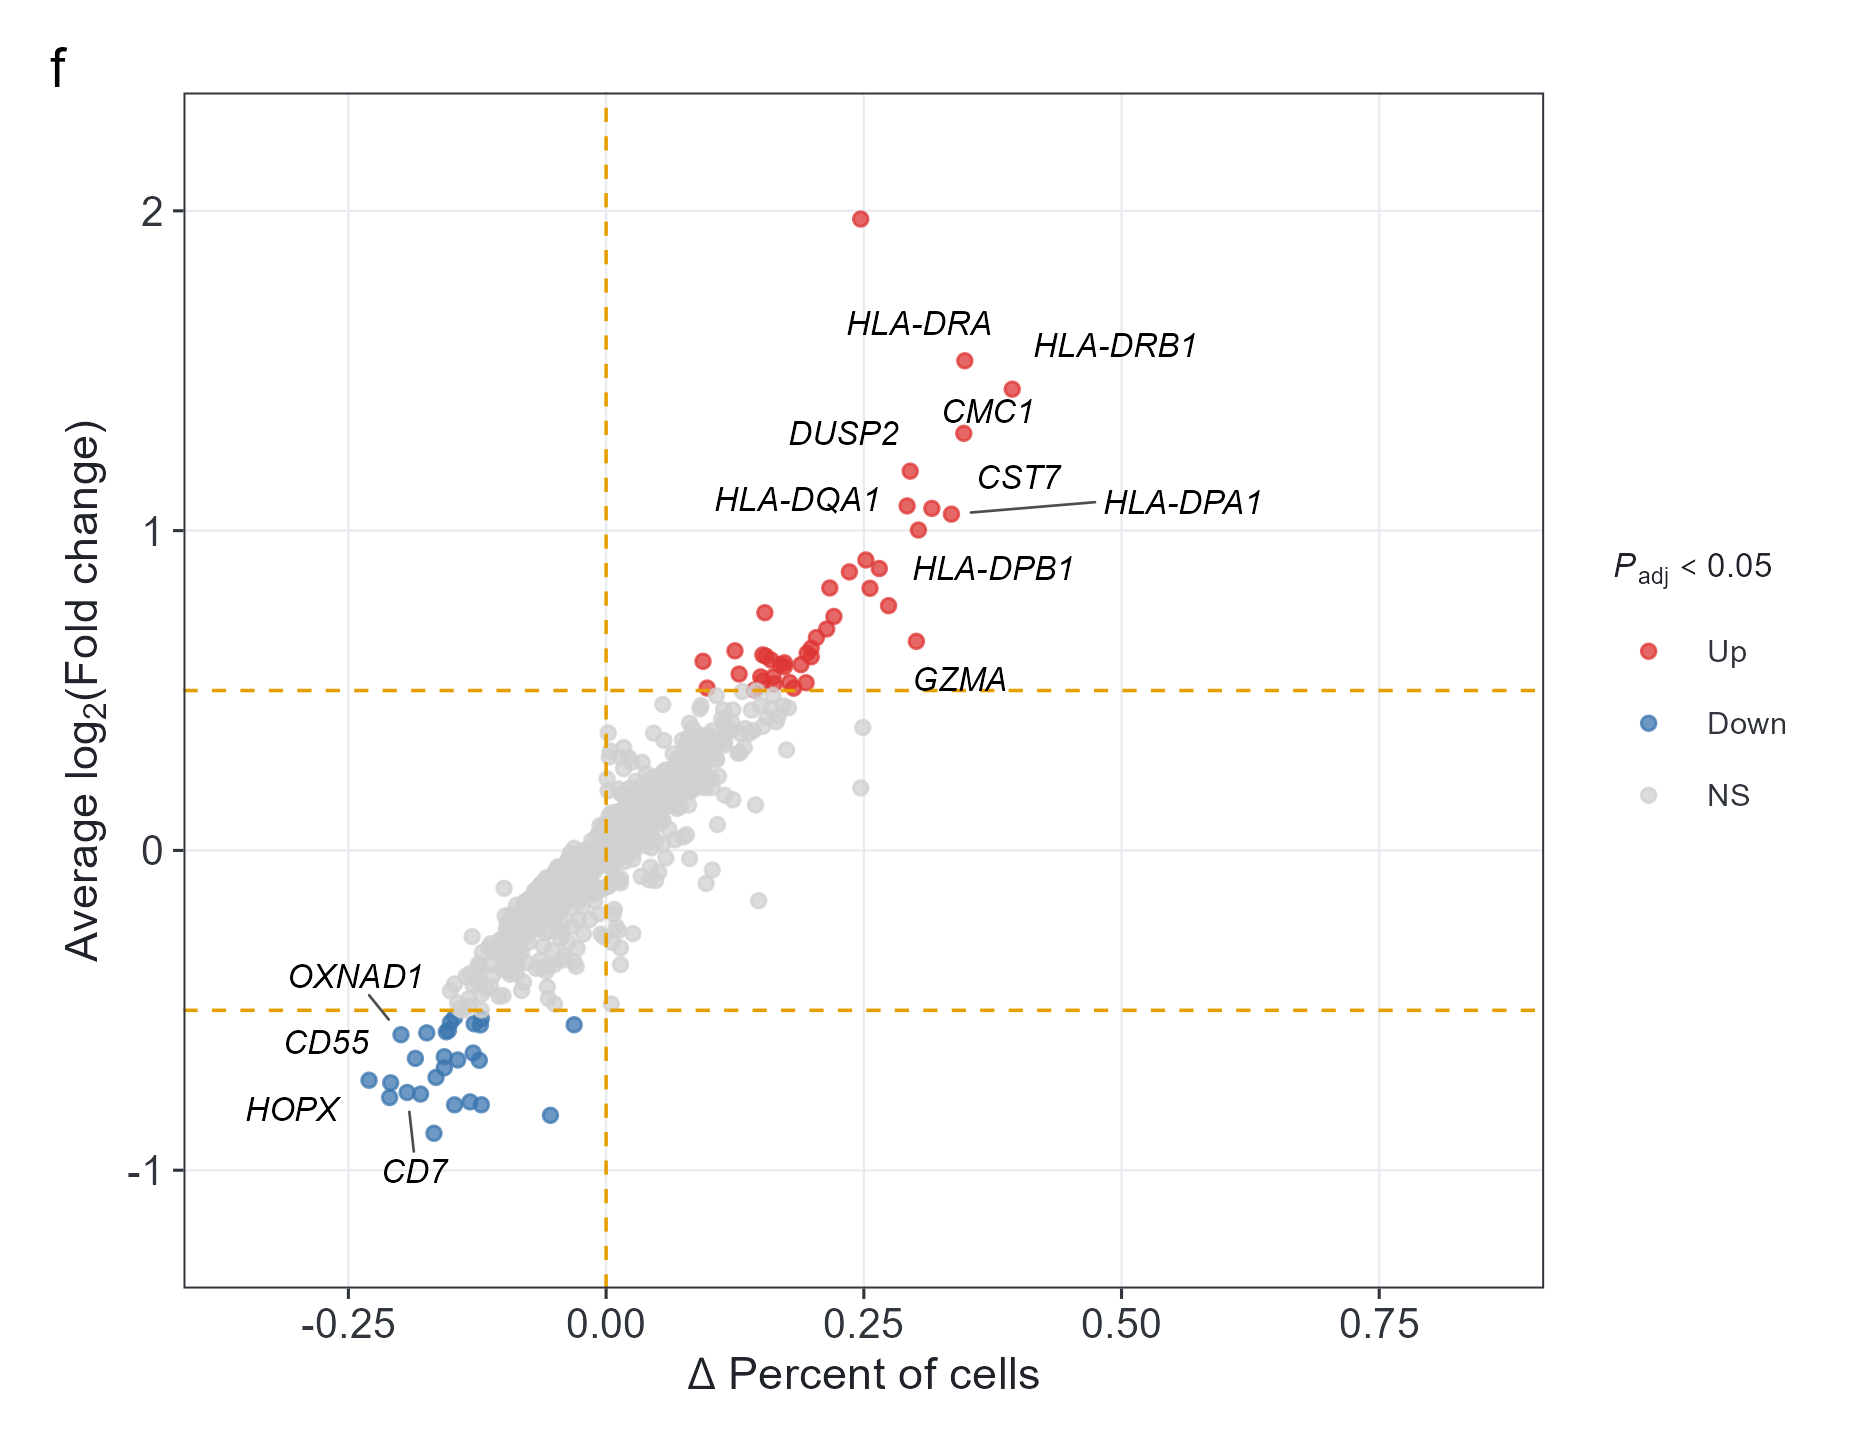 f
2
1
0
-1
Average log2(Fold change)
HLA-DRA
HLA-DRB1
CMC1
DUSP2
CST7
HLA-DQA1
HLA-DPA1
HLA-DPB1
GZMA
OXNAD1
CD55
HOPX
CD7
-0.25 0.00 0.25 0.50 0.75
Δ Percent of cells
Padj < 0.05
Up
Down
NS